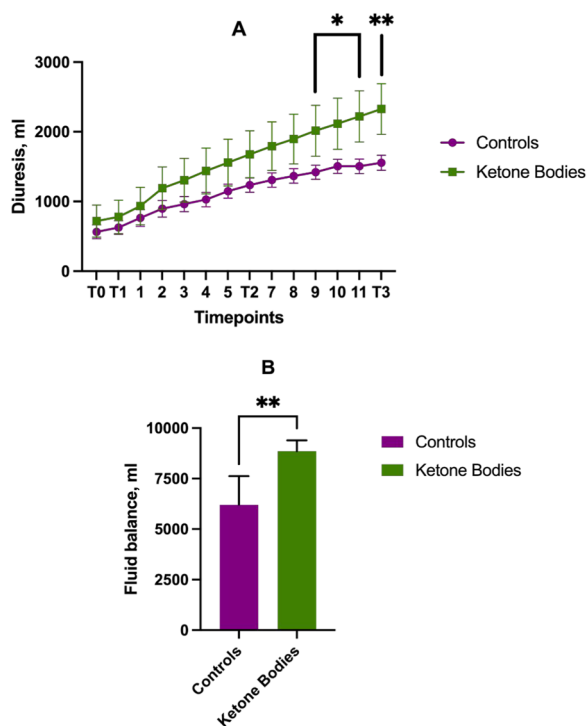 A
* **
3000
2000
1000
0
Diuresis, ml
T0 T1 1 2 3 4 5 T2 7 8 9 10 11 T3
Timepoints
Controls
Ketone Bodies
B
**
10000
7500
5000
2500
0
Fluid balance, ml
Controls
Ketone Bodies
Controls
Ketone Bodies